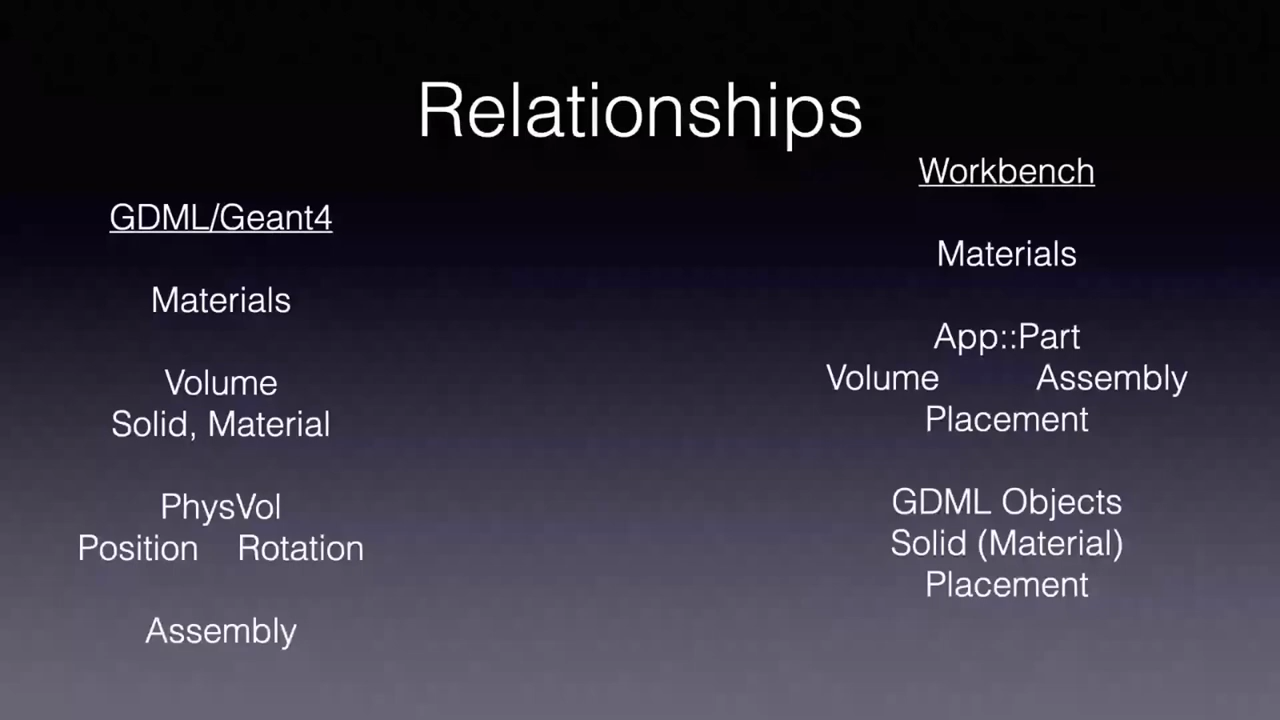 Relationships
GDML/Geant4
Materials
Volume
Solid, Material
PhysVol
Position Rotation
Assembly
Workbench
Materials
App::Part
Volume Assembly
Placement
GDML Objects
Solid (Material)
Placement